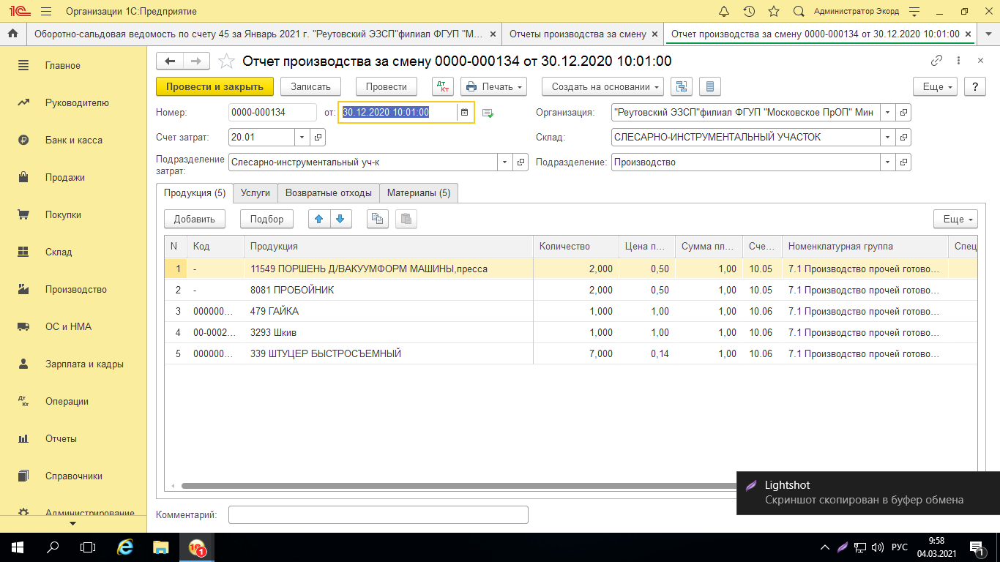 1С Организации 1С:Предприятие Администратор Экорд
Оборотно-сальдовая ведомость по счету 45 за Январь 2021 г. "Реутовский ЭЗСП"филиал ФГУП "М... Отчеты производства за смену Отчет производства за смену 0000-000134 от 30.12.2020 10:01:00
Главное
Руководителю
Банк и касса
Продажи
Покупки
Склад
Производство
ОС и НМА
Зарплата и кадры
Операции
Отчеты
Справочники
Администрирование
Отчет производства за смену 0000-000134 от 30.12.2020 10:01:00
Провести и закрыть Записать Провести Дт Кт Печать Создать на основании Еще ?
Номер: 0000-000134 от: 30.12.2020 10:01:00 Организация: "Реутовский ЭЗСП"филиал ФГУП "Московское ПрОП" Мин
Счет затрат: 20.01 Склад: СЛЕСАРНО-ИНСТРУМЕНТАЛЬНЫЙ УЧАСТОК
Подразделение затрат: Слесарно-инструментальный уч-к Подразделение: Производство
Продукция (5) Услуги Возвратные отходы Материалы (5)
Добавить Подбор Еще
N Код Продукция Количество Цена п... Сумма пл... Сче... Номенклатурная группа Спец
1 - 11549 ПОРШЕНЬ Д/ВАКУУМФОРМ МАШИНЫ,пресса 2,000 0,50 1,00 10.05 7.1 Производство прочей готово...
2 - 8081 ПРОБОЙНИК 2,000 0,50 1,00 10.05 7.1 Производство прочей готово...
3 000000... 479 ГАЙКА 1,000 1,00 1,00 10.06 7.1 Производство прочей готово...
4 00-0002... 3293 Шкив 1,000 1,00 1,00 10.06 7.1 Производство прочей готово...
5 000000... 339 ШТУЦЕР БЫСТРОСЪЕМНЫЙ 7,000 0,14 1,00 10.06 7.1 Производство прочей готово...
Комментарий:
Lightshot
Скриншот скопирован в буфер обмена
1 РУС 9:58
04.03.2021 1